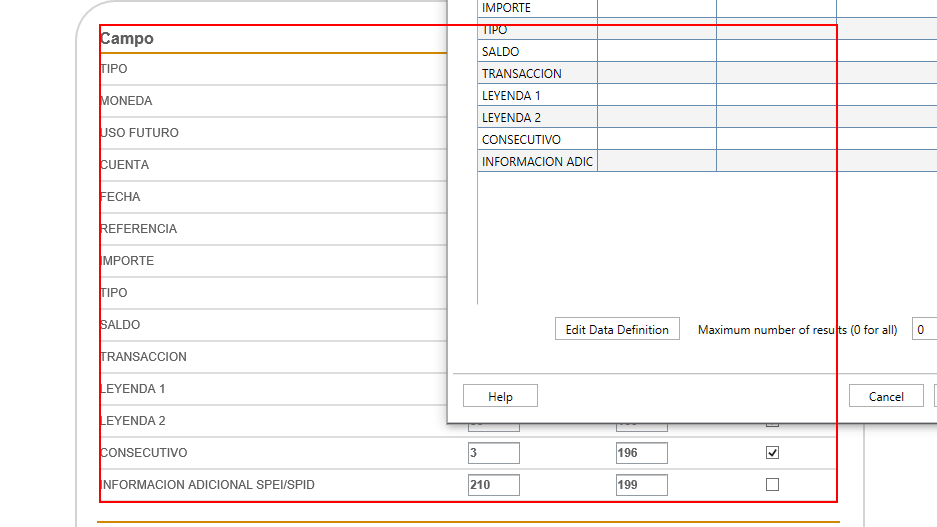 Campo
TIPO
MONEDA
USO FUTURO
CUENTA
FECHA
REFERENCIA
IMPORTE
TIPO
SALDO
TRANSACCION
LEYENDA 1
LEYENDA 2
CONSECUTIVO 3 196
INFORMACION ADICIONAL SPEI/SPID 210 199
IMPORTE
TIPO
SALDO
TRANSACCION
LEYENDA 1
LEYENDA 2
CONSECUTIVO
INFORMACION ADIC
Edit Data Definition Maximum number of results (0 for all) 0
Help Cancel